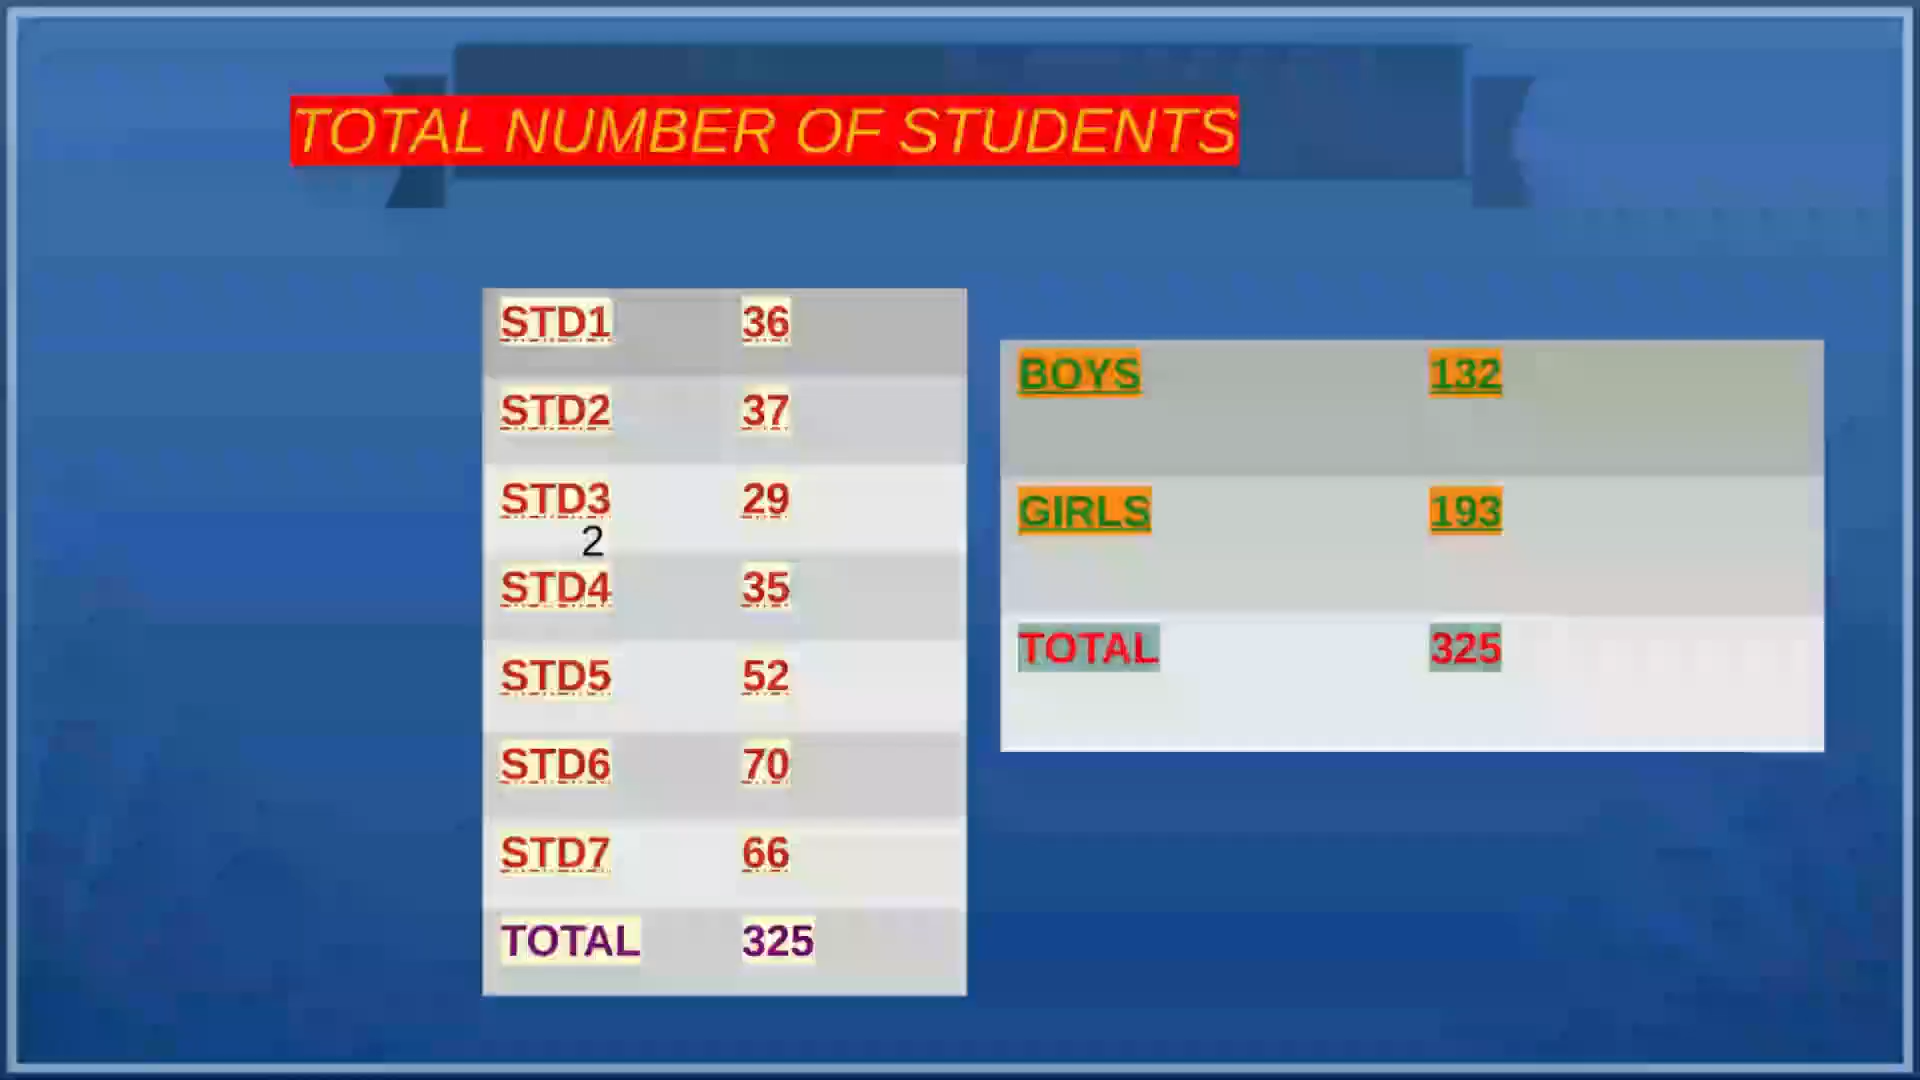 TOTAL NUMBER OF STUDENTS
STD1 36
STD2 37
STD3 29
2
STD4 35
STD5 52
STD6 70
STD7 66
TOTAL 325
BOYS 132
GIRLS 193
TOTAL 325